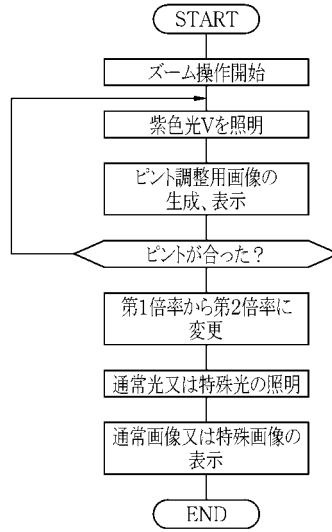 START
ズーム操作開始
紫色光Vを照明
ピント調整用画像の
生成、表示
ピントが合った?
第1倍率から第2倍率に
変更
通常光又は特殊光の照明
通常画像又は特殊画像の
表示
END